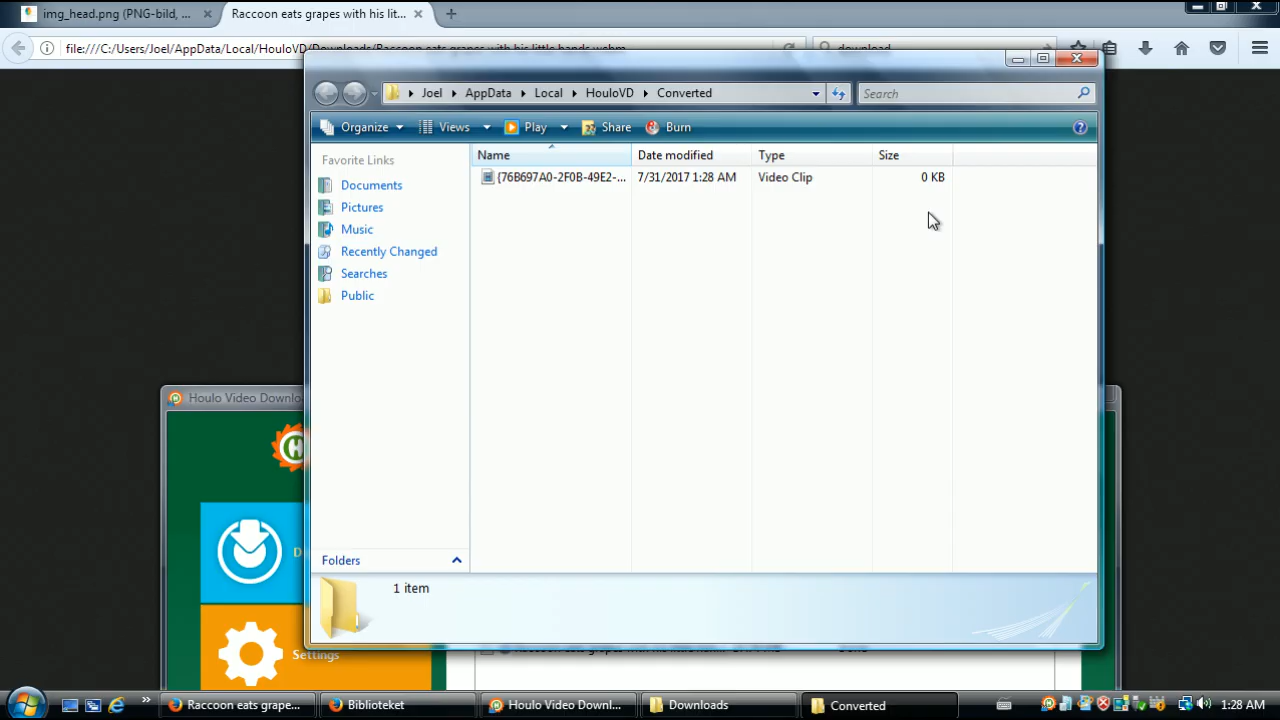 img_head.png (PNG-bild, ...
Raccoon eats grapes with his lit...
file:///C:/Users/Joel/AppData/Local/HouloVD/Downloads/Raccoon eats grapes with his little hands.webm
download
Joel
AppData
Local
HouloVD
Converted
Search
Organize
Views
Play
Share
Burn
Favorite Links
Documents
Pictures
Music
Recently Changed
Searches
Public
Folders
Name
Date modified
Type
Size
{76B697A0-2F0B-49E2-...
7/31/2017 1:28 AM
Video Clip
0 KB
1 item
Houlo Video Downlo
H
D
Settings
Raccoon eats grape...
Biblioteket
Houlo Video Downl...
Downloads
Converted
1:28 AM